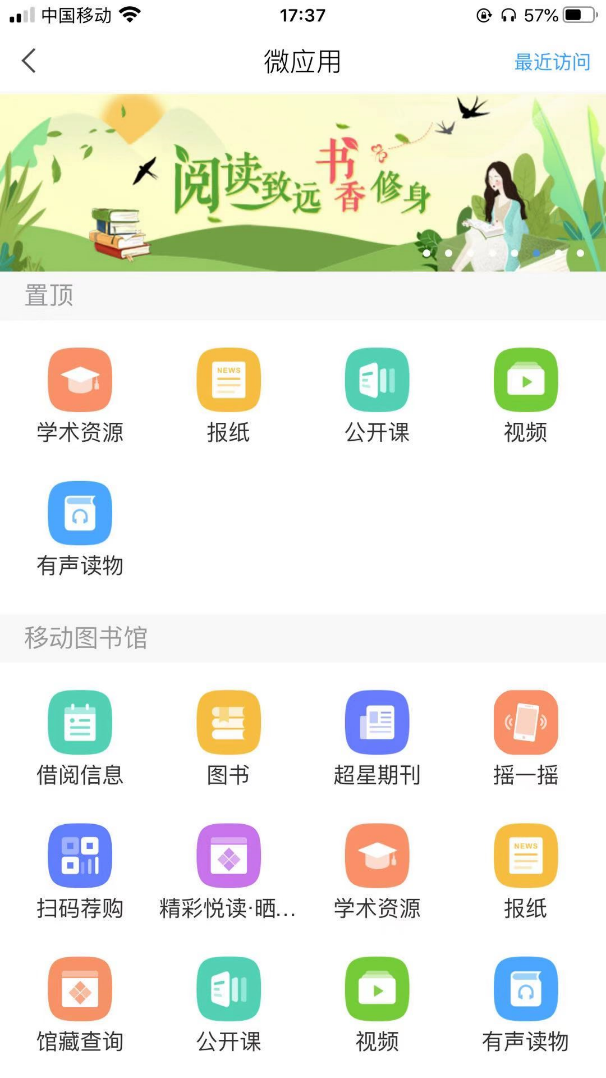 中国移动 17:37 57%
微应用 最近访问
阅读致远 书香修身
置顶
NEWS
学术资源 报纸 公开课 视频
有声读物
移动图书馆
借阅信息 图书 超星期刊 摇一摇
NEWS
扫码荐购 精彩悦读·晒... 学术资源 报纸
馆藏查询 公开课 视频 有声读物